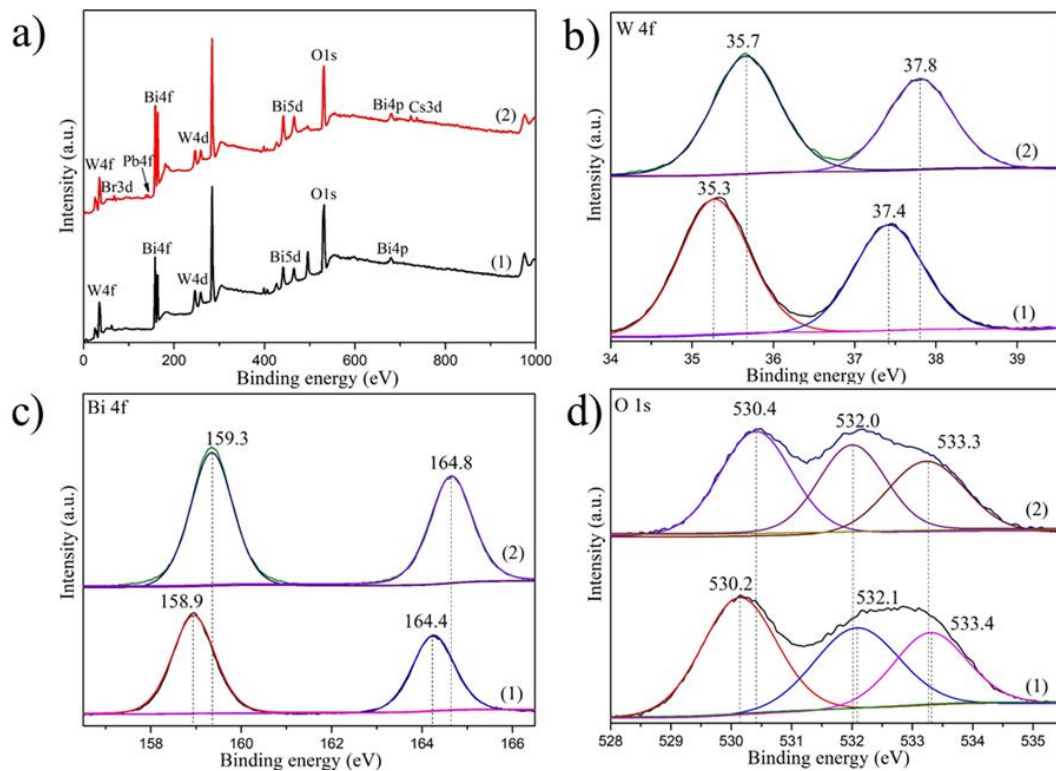 a)
O1s
Bi4f
Bi5d
Bi4p Cs3d
(2)
W4d
W4f
Pb4f
Br3d
O1s
Bi4f
Bi5d
Bi4p
(1)
W4d
W4f
Intensity (a.u.)
0 200 400 600 800 1000
Binding energy (eV)
b)
W 4f
35.7
37.8
(2)
35.3
37.4
(1)
Intensity (a.u.)
34 35 36 37 38 39
Binding energy (eV)
c)
Bi 4f
159.3
164.8
(2)
158.9
164.4
(1)
Intensity (a.u.)
158 160 162 164 166
Binding energy (eV)
d)
O 1s
530.4
532.0
533.3
(2)
530.2
532.1
533.4
(1)
Intensity (a.u.)
528 529 530 531 532 533 534 535
Binding energy (eV)